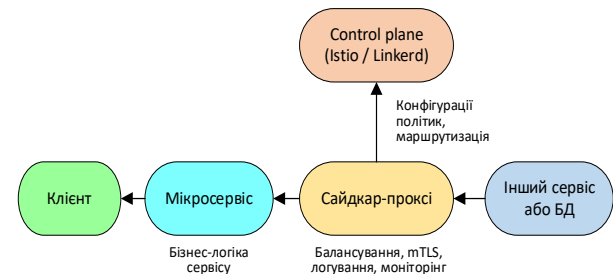 Control plane
(Istio / Linkerd)
Конфігурації
політик,
маршрутизація
Клієнт
Мікросервіс
Сайдкар-проксі
Інший сервіс
або БД
Бізнес-логіка
сервісу
Балансування, mTLS,
логування, моніторінг